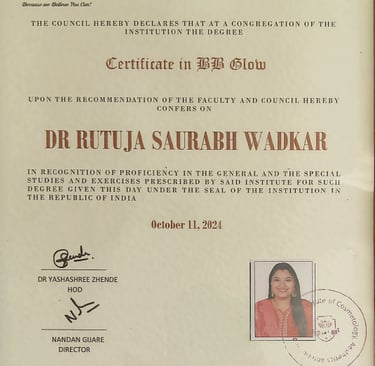 Because we Believe You Can!
THE COUNCIL HEREBY DECLARES THAT AT A CONGREGATION OF THE
INSTITUTION THE DEGREE
Certificate in BB Glow
UPON THE RECOMMENDATION OF THE FACULTY AND COUNCIL HEREBY
CONFERS ON
DR RUTUJA SAURABH WADKAR
IN RECOGNITION OF PROFICIENCY IN THE GENERAL AND THE SPECIAL
STUDIES AND EXERCISES PRESCRIBED BY SAID INSTITUTE FOR SUCH
DEGREE GIVEN THIS DAY UNDER THE SEAL OF THE INSTITUTION IN
THE REPUBLIC OF INDIA
October 11, 2024
DR YASHASHREE ZHENDE
HOD
NANDAN GIJARE
DIRECTOR
of Cosmetology,